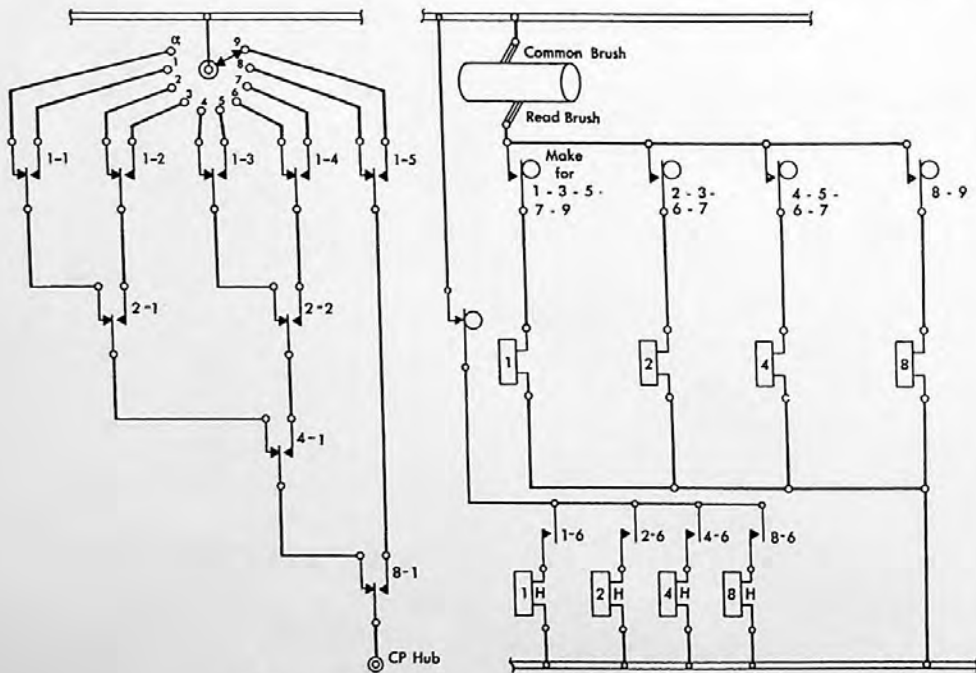 α
1
2
3
4
5
6
7
8
9
1-1
1-2
1-3
1-4
1-5
2-1
2-2
4-1
8-1
CP Hub
Common Brush
Read Brush
Make
for
1 - 3 - 5 -
7 - 9
2 - 3 -
6 - 7
4 - 5 -
6 - 7
8 - 9
1
2
4
8
1-6
2-6
4-6
8-6
1 H
2 H
4 H
8 H